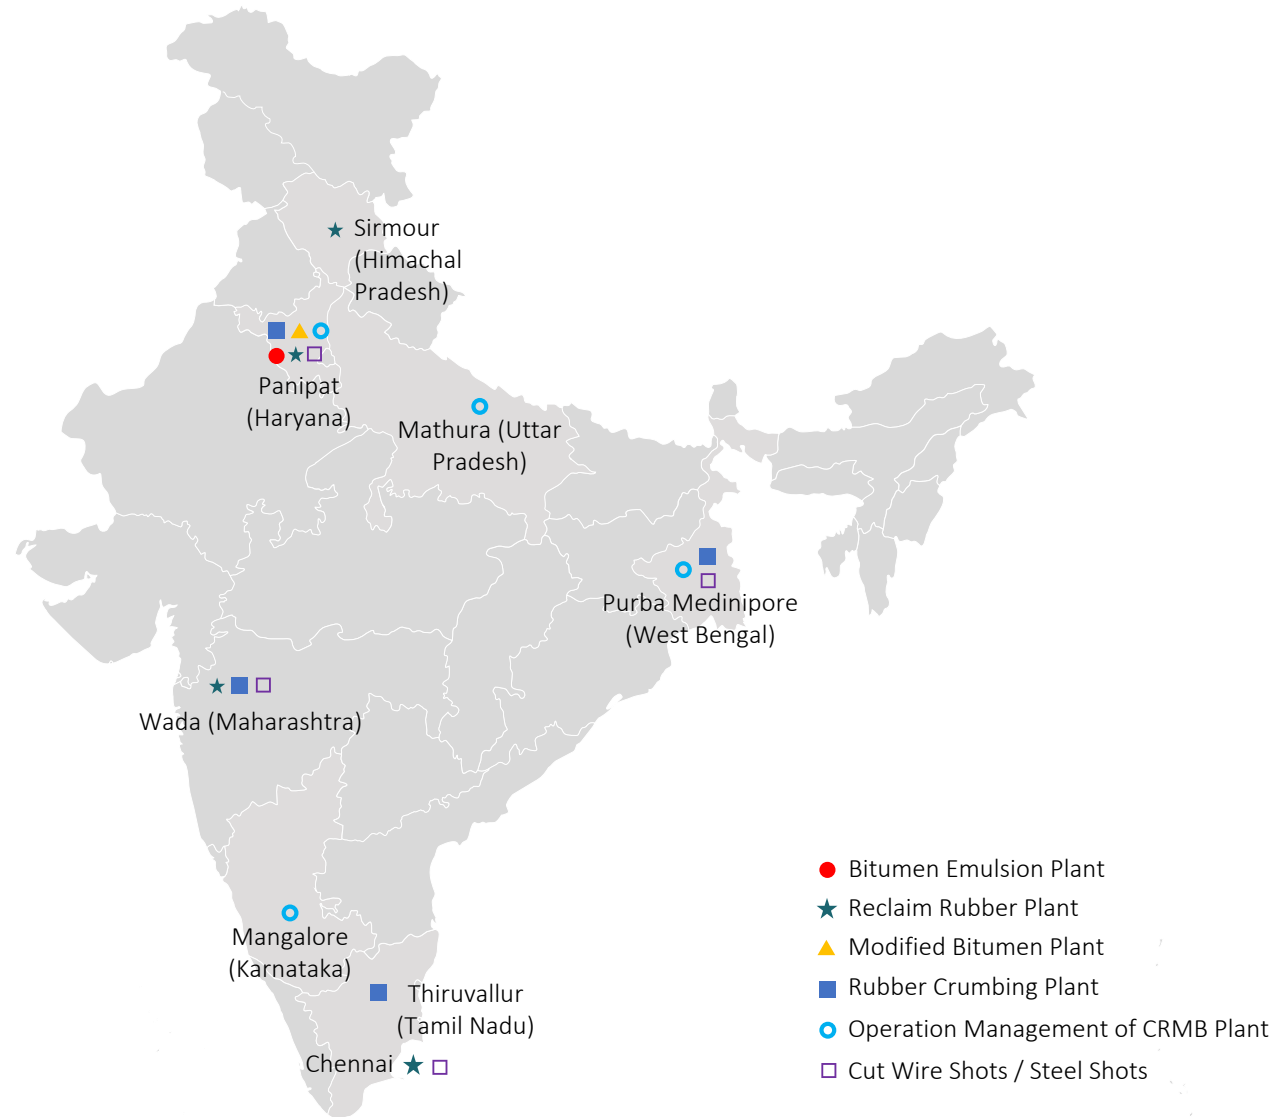 Sirmour
(Himachal
Pradesh)
Panipat
(Haryana)
Mathura (Uttar
Pradesh)
Purba Medinipore
(West Bengal)
Wada (Maharashtra)
Mangalore
(Karnataka)
Thiruvallur
(Tamil Nadu)
Chennai
Bitumen Emulsion Plant
Reclaim Rubber Plant
Modified Bitumen Plant
Rubber Crumbing Plant
Operation Management of CRMB Plant
Cut Wire Shots / Steel Shots